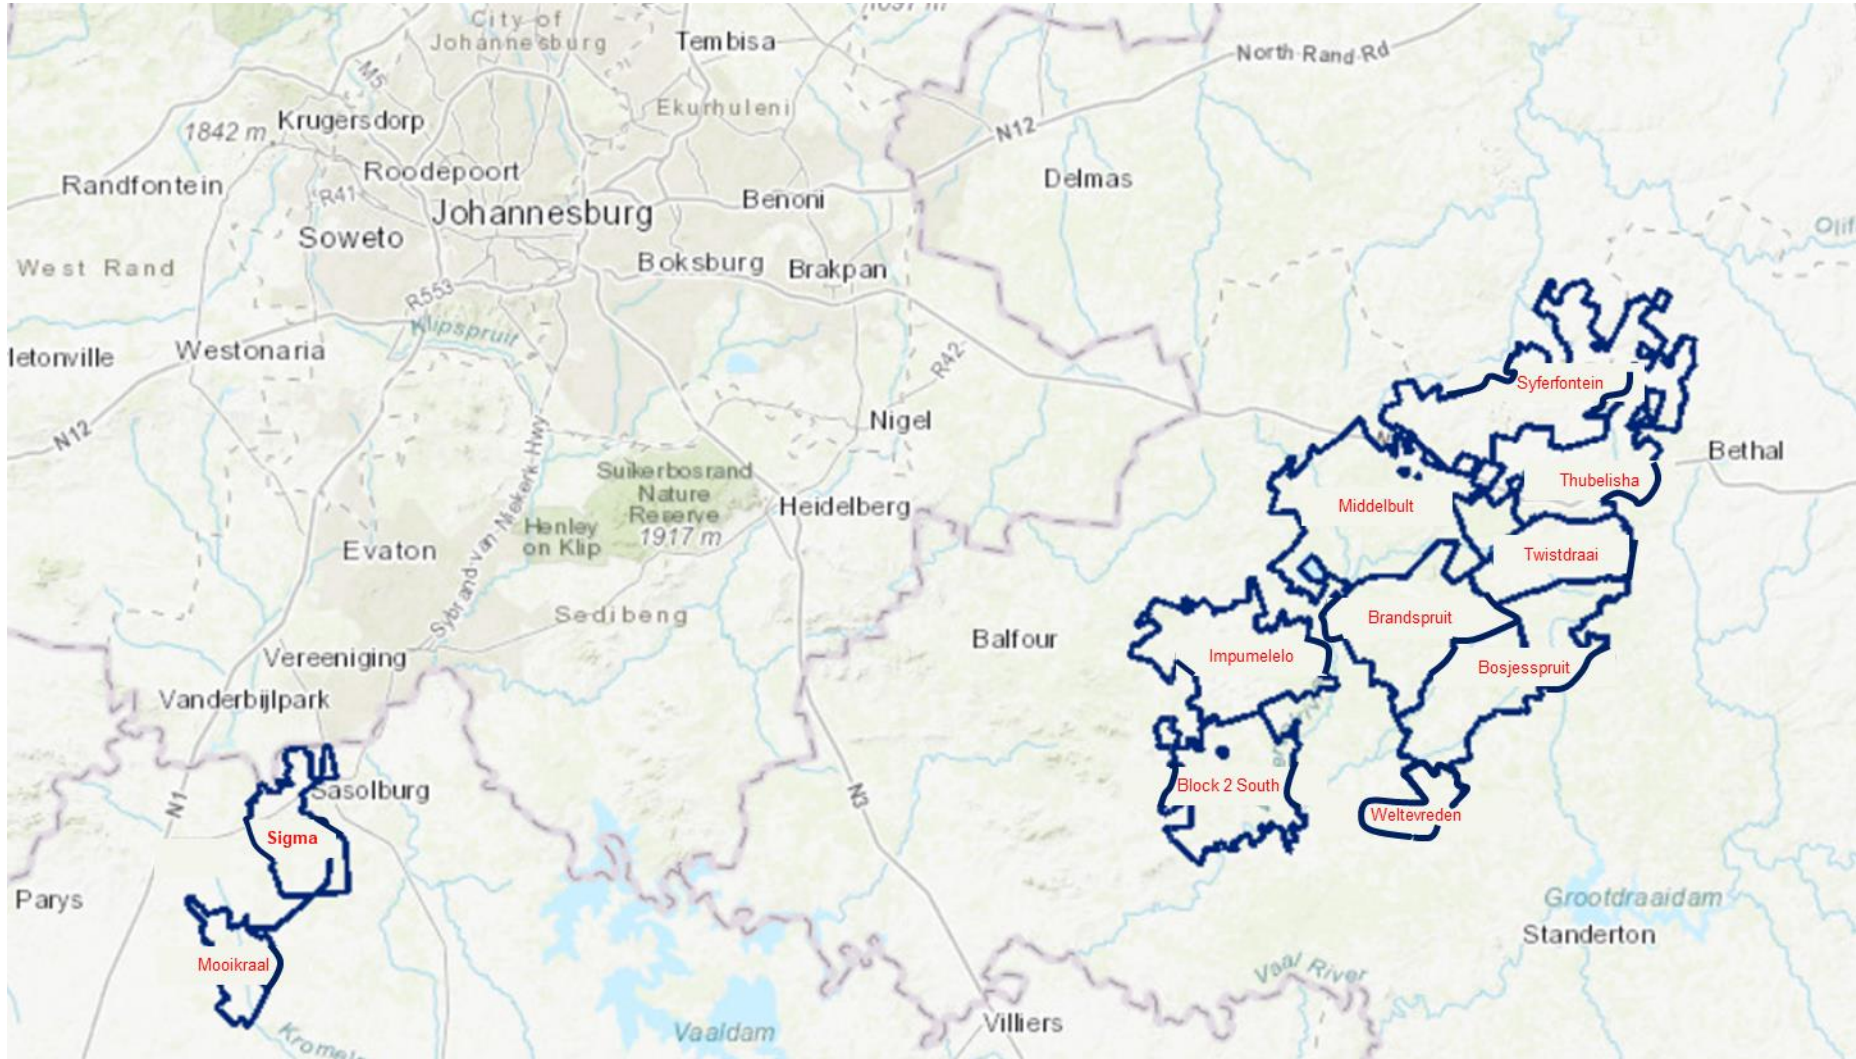 City of
Johannesburg
Tembisa
North Rand Rd
M5
Krugersdorp
Ekurhuleni
1842 m
N12
Roodepoort
Delmas
Randfontein
R41
Benoni
Johannesburg
Soweto
Olif
West Rand
Boksburg
Brakpan
R553
Klipspruit
letonville
Westonaria
R42
Syferfontein
Nigel
N12
Bethal
Suikerbosrand
Nature
Reserve
1917 m
Thubelisha
Middelbult
Heidelberg
Henley
on Klip
Evaton
Twistdraai
Sybrand Van Niekerk Hwy
Sedibeng
Brandspruit
Balfour
Vereeniging
Impumelelo
Bosjesspruit
Vanderbijlpark
Sasolburg
Block 2 South
N1
N3
Weltevreden
Sigma
Parys
Grootdraaidam
Standerton
Mooikraal
Vaal River
Villiers
Vaaldam